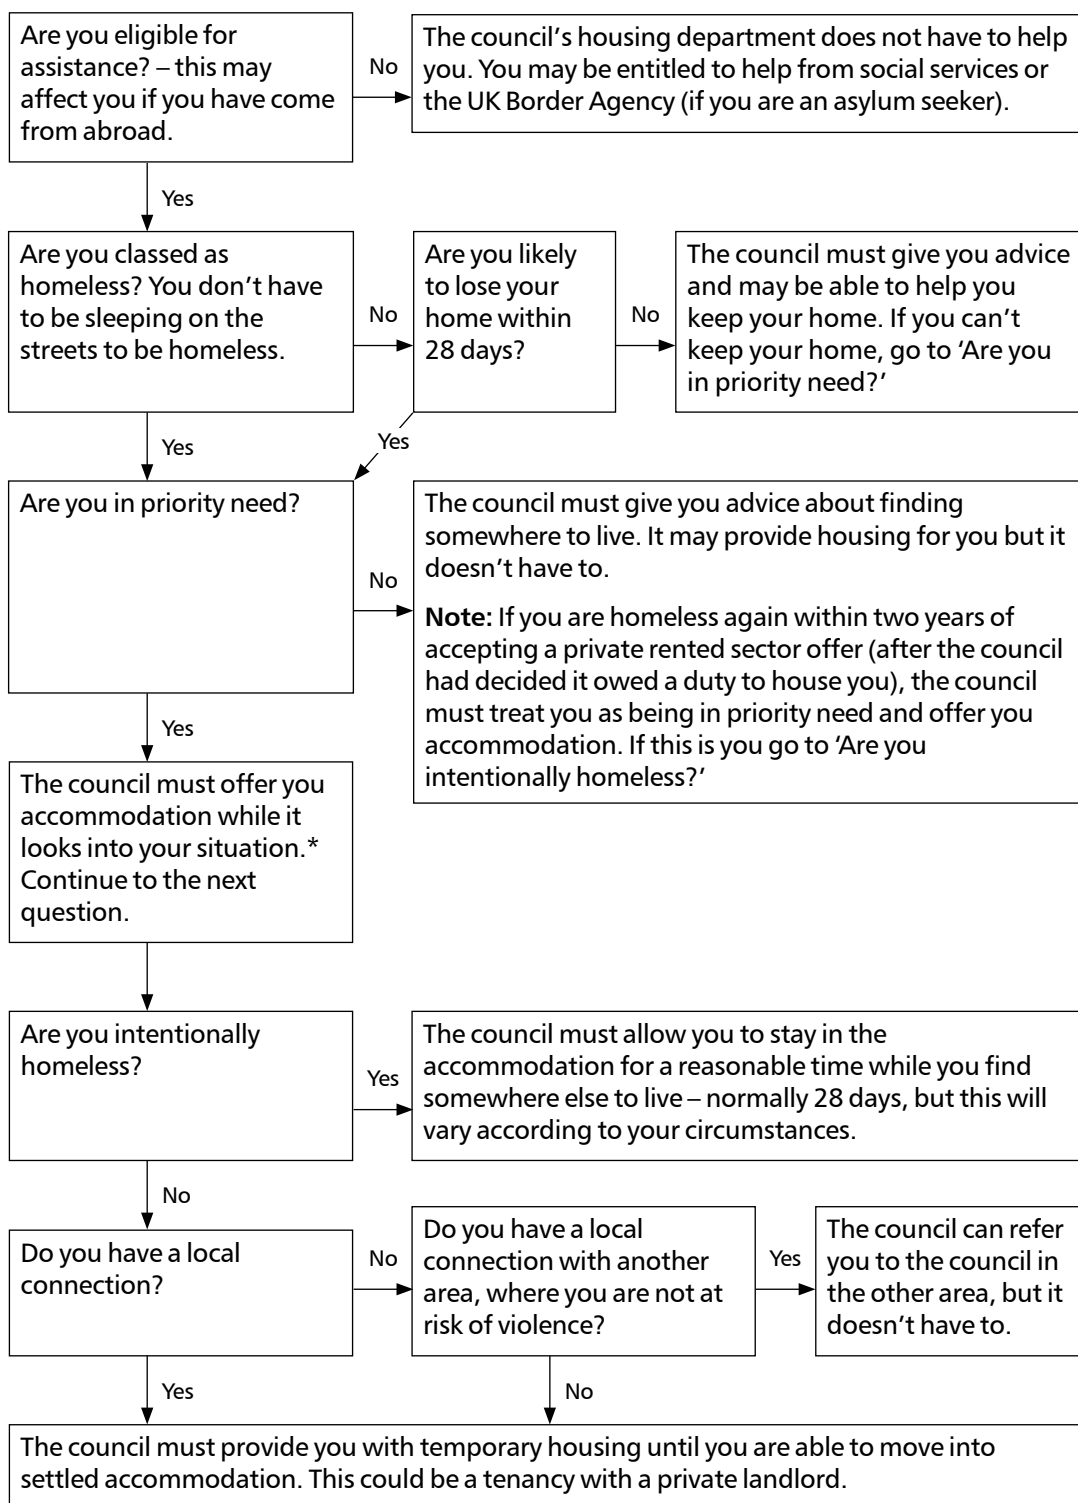 Are you eligible for
assistance? – this may
affect you if you have come
from abroad.
No
The council’s housing department does not have to help
you. You may be entitled to help from social services or
the UK Border Agency (if you are an asylum seeker).
Yes
Are you classed as
homeless? You don’t have
to be sleeping on the
streets to be homeless.
No
Are you likely
to lose your
home within
28 days?
No
The council must give you advice
and may be able to help you
keep your home. If you can’t
keep your home, go to ‘Are you
in priority need?’
Yes
Yes
Are you in priority need?
No
The council must give you advice about finding
somewhere to live. It may provide housing for you but it
doesn’t have to.
Note: If you are homeless again within two years of
accepting a private rented sector offer (after the council
had decided it owed a duty to house you), the council
must treat you as being in priority need and offer you
accommodation. If this is you go to ‘Are you
intentionally homeless?’
Yes
The council must offer you
accommodation while it
looks into your situation.*
Continue to the next
question.
Are you intentionally
homeless?
Yes
The council must allow you to stay in the
accommodation for a reasonable time while you find
somewhere else to live – normally 28 days, but this will
vary according to your circumstances.
No
Do you have a local
connection?
No
Do you have a local
connection with another
area, where you are not at
risk of violence?
Yes
The council can refer
you to the council in
the other area, but it
doesn’t have to.
Yes
No
The council must provide you with temporary housing until you are able to move into
settled accommodation. This could be a tenancy with a private landlord.